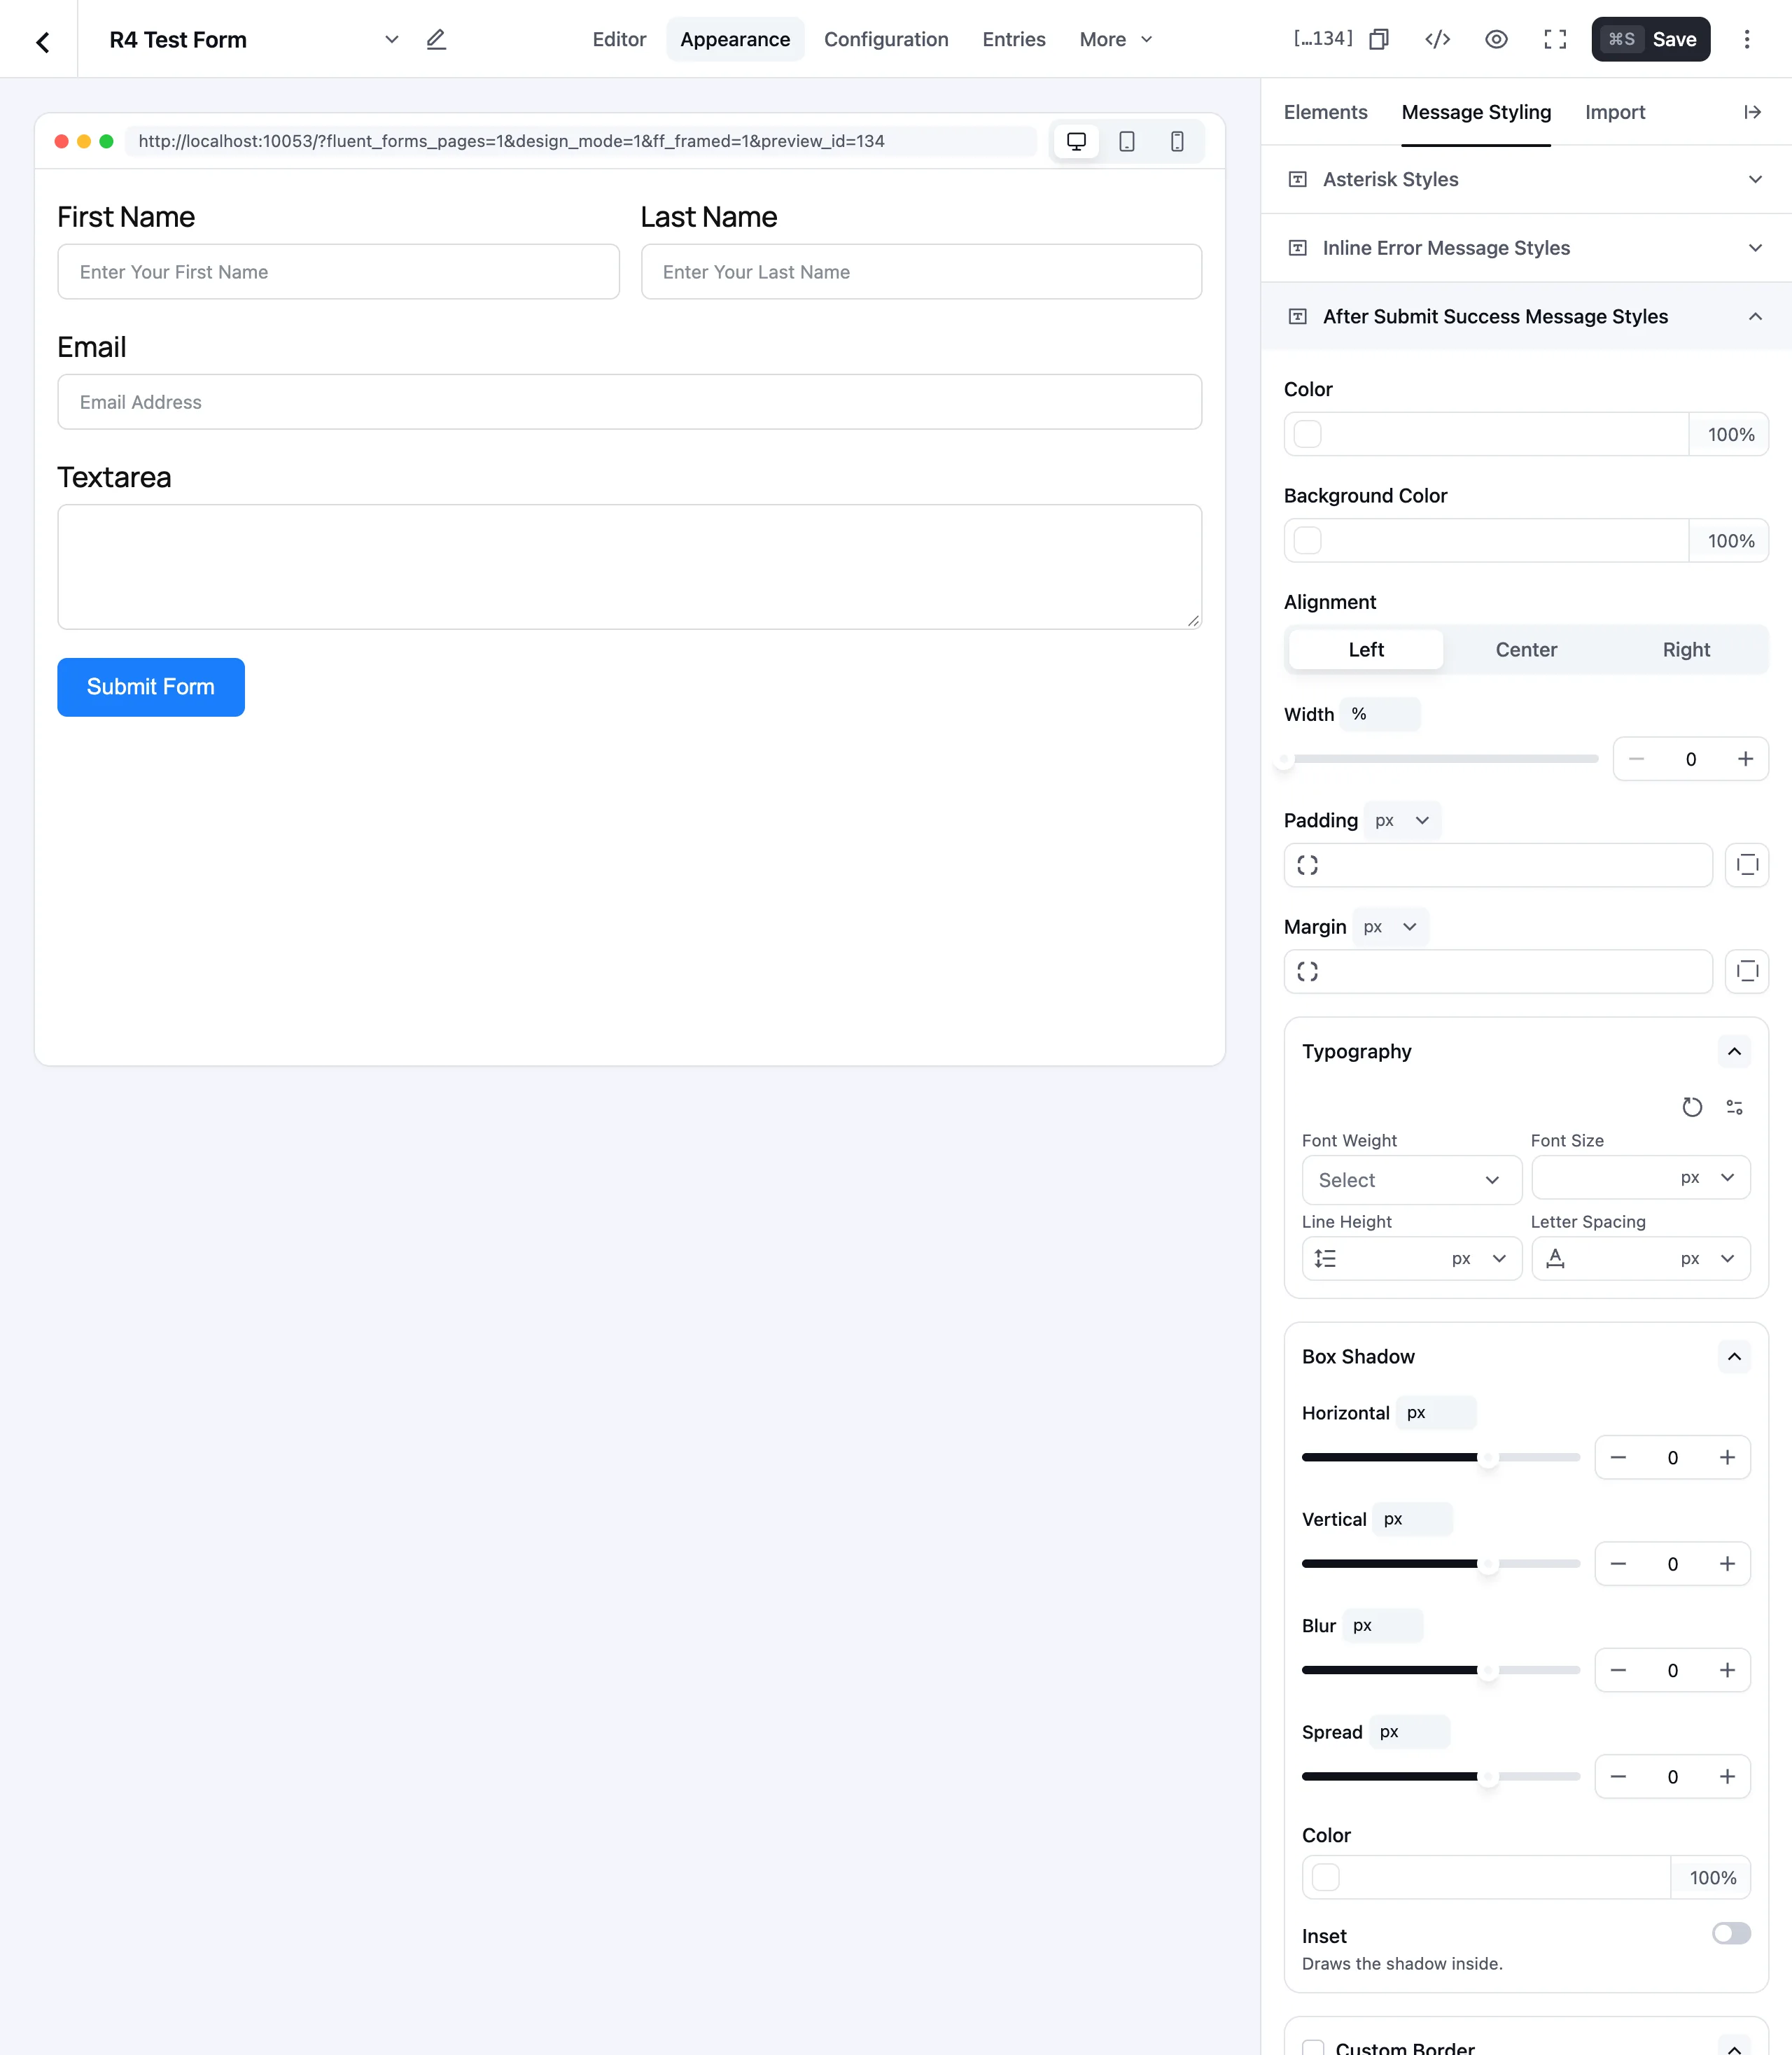 R4 Test Form
Editor
Appearance
Configuration
Entries
More
[...134]
⌘S Save
http://localhost:10053/?fluent_forms_pages=1&design_mode=1&ff_framed=1&preview_id=134
First Name
Last Name
Enter Your First Name
Enter Your Last Name
Email
Email Address
Textarea
Submit Form
Elements
Message Styling
Import
Asterisk Styles
Inline Error Message Styles
After Submit Success Message Styles
Color
100%
Background Color
100%
Alignment
Left
Center
Right
Width %
0
Padding px
Margin px
Typography
Font Weight
Font Size
Select
px
Line Height
Letter Spacing
px
px
Box Shadow
Horizontal px
0
Vertical px
0
Blur px
0
Spread px
0
Color
100%
Inset
Draws the shadow inside.
Custom Border